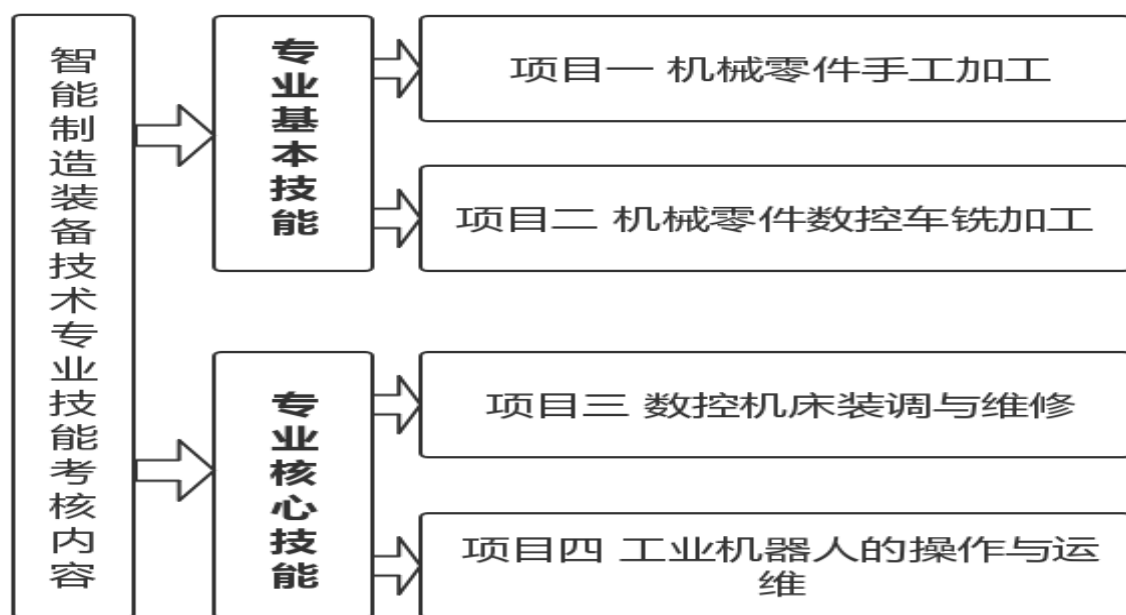 智能制造装备技术专业技能考核内容
专业基本技能
项目一 机械零件手工加工
项目二 机械零件数控车铣加工
专业核心技能
项目三 数控机床装调与维修
项目四 工业机器人的操作与运
维